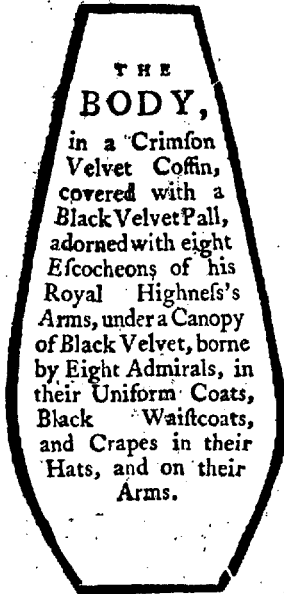 THE
BODY,
in a Crimſon
Velvet Coffin,
covered with a
Black Velvet Pall,
adorned with eight
Eſcocheons of his
Royal Highneſs's
Arms, under a Canopy
of Black Velvet, borne
by Eight Admirals, in
their Uniform Coats,
Black Waiſtcoats,
and Crapes in their
Hats, and on their
Arms.